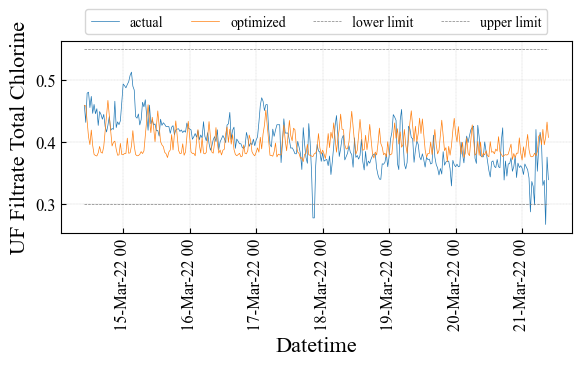 actual optimized lower limit upper limit
UF Filtrate Total Chlorine
0.5
0.4
0.3
15-Mar-22 00
16-Mar-22 00
17-Mar-22 00
18-Mar-22 00
19-Mar-22 00
20-Mar-22 00
21-Mar-22 00
Datetime